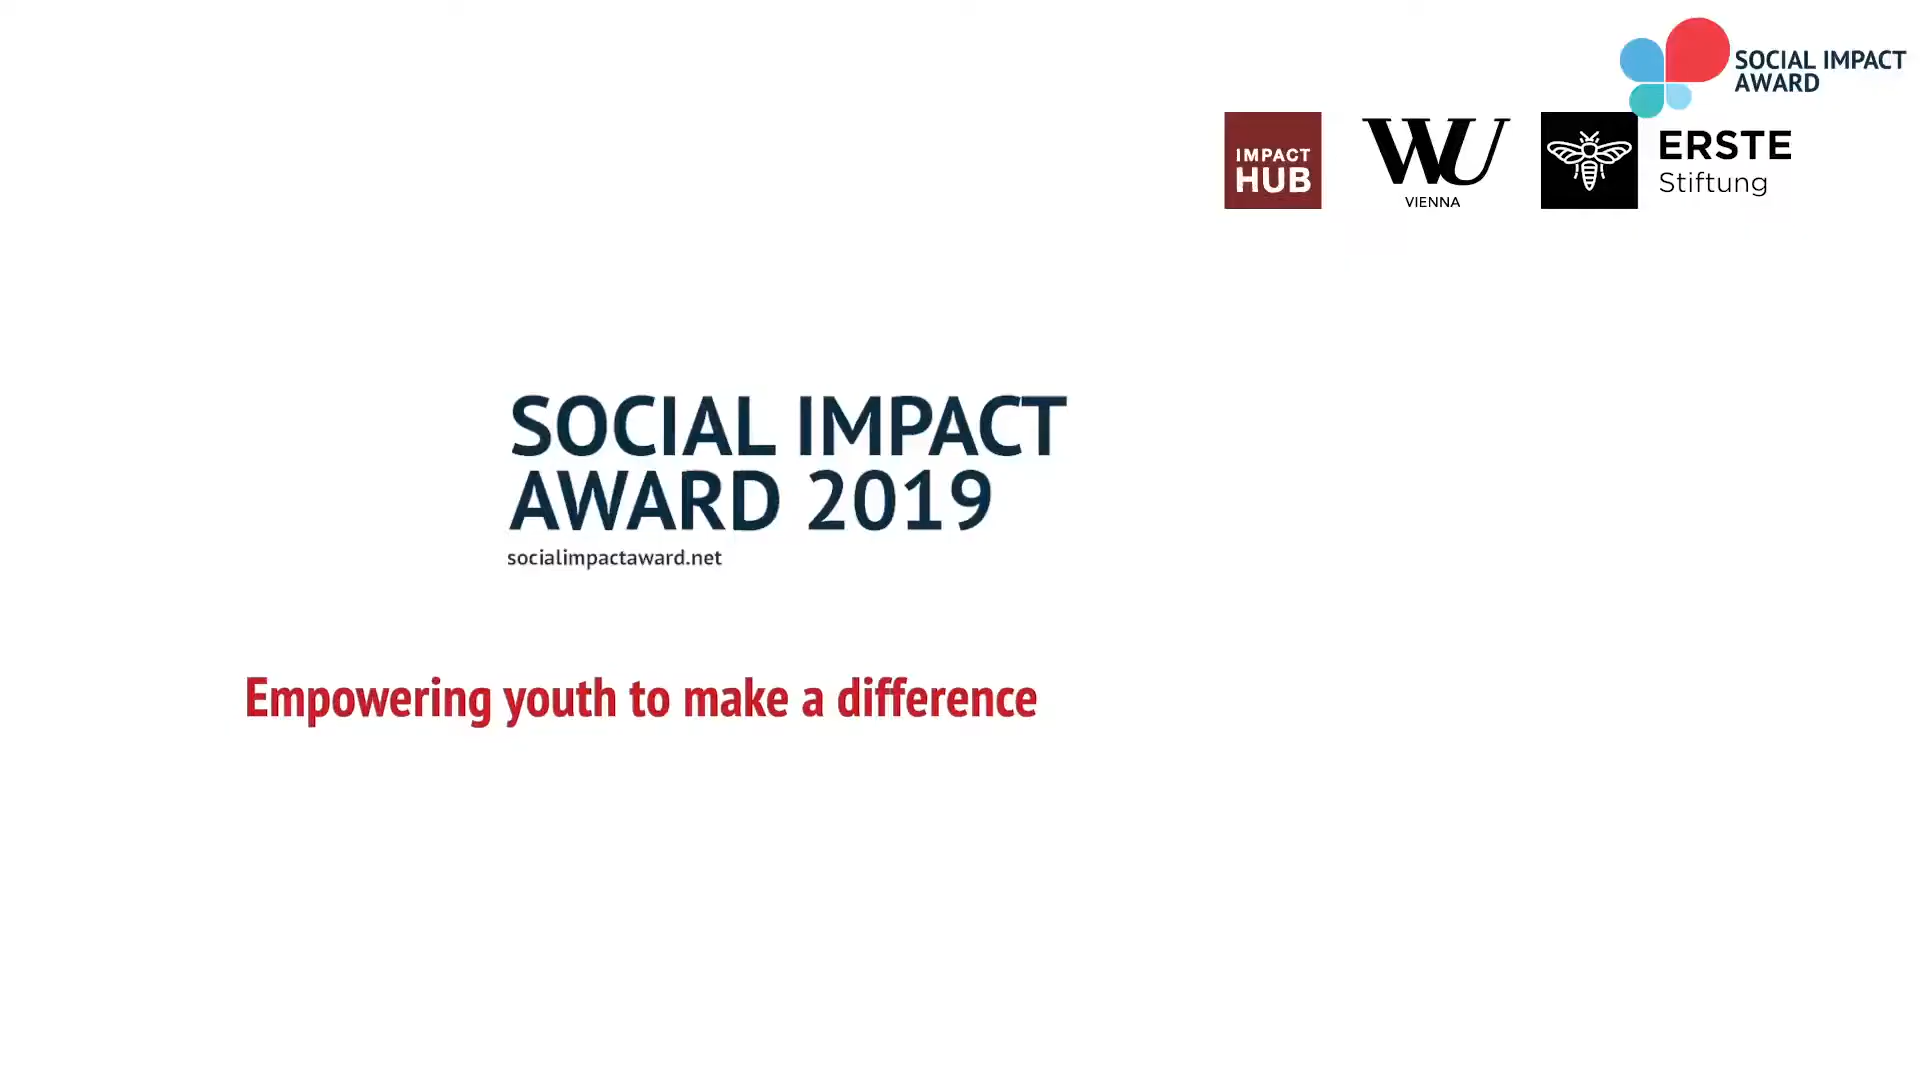 SOCIAL IMPACT
AWARD
IMPACT
HUB
WU
VIENNA
ERSTE
Stiftung
SOCIAL IMPACT
AWARD 2019
socialimpactaward.net
Empowering youth to make a difference